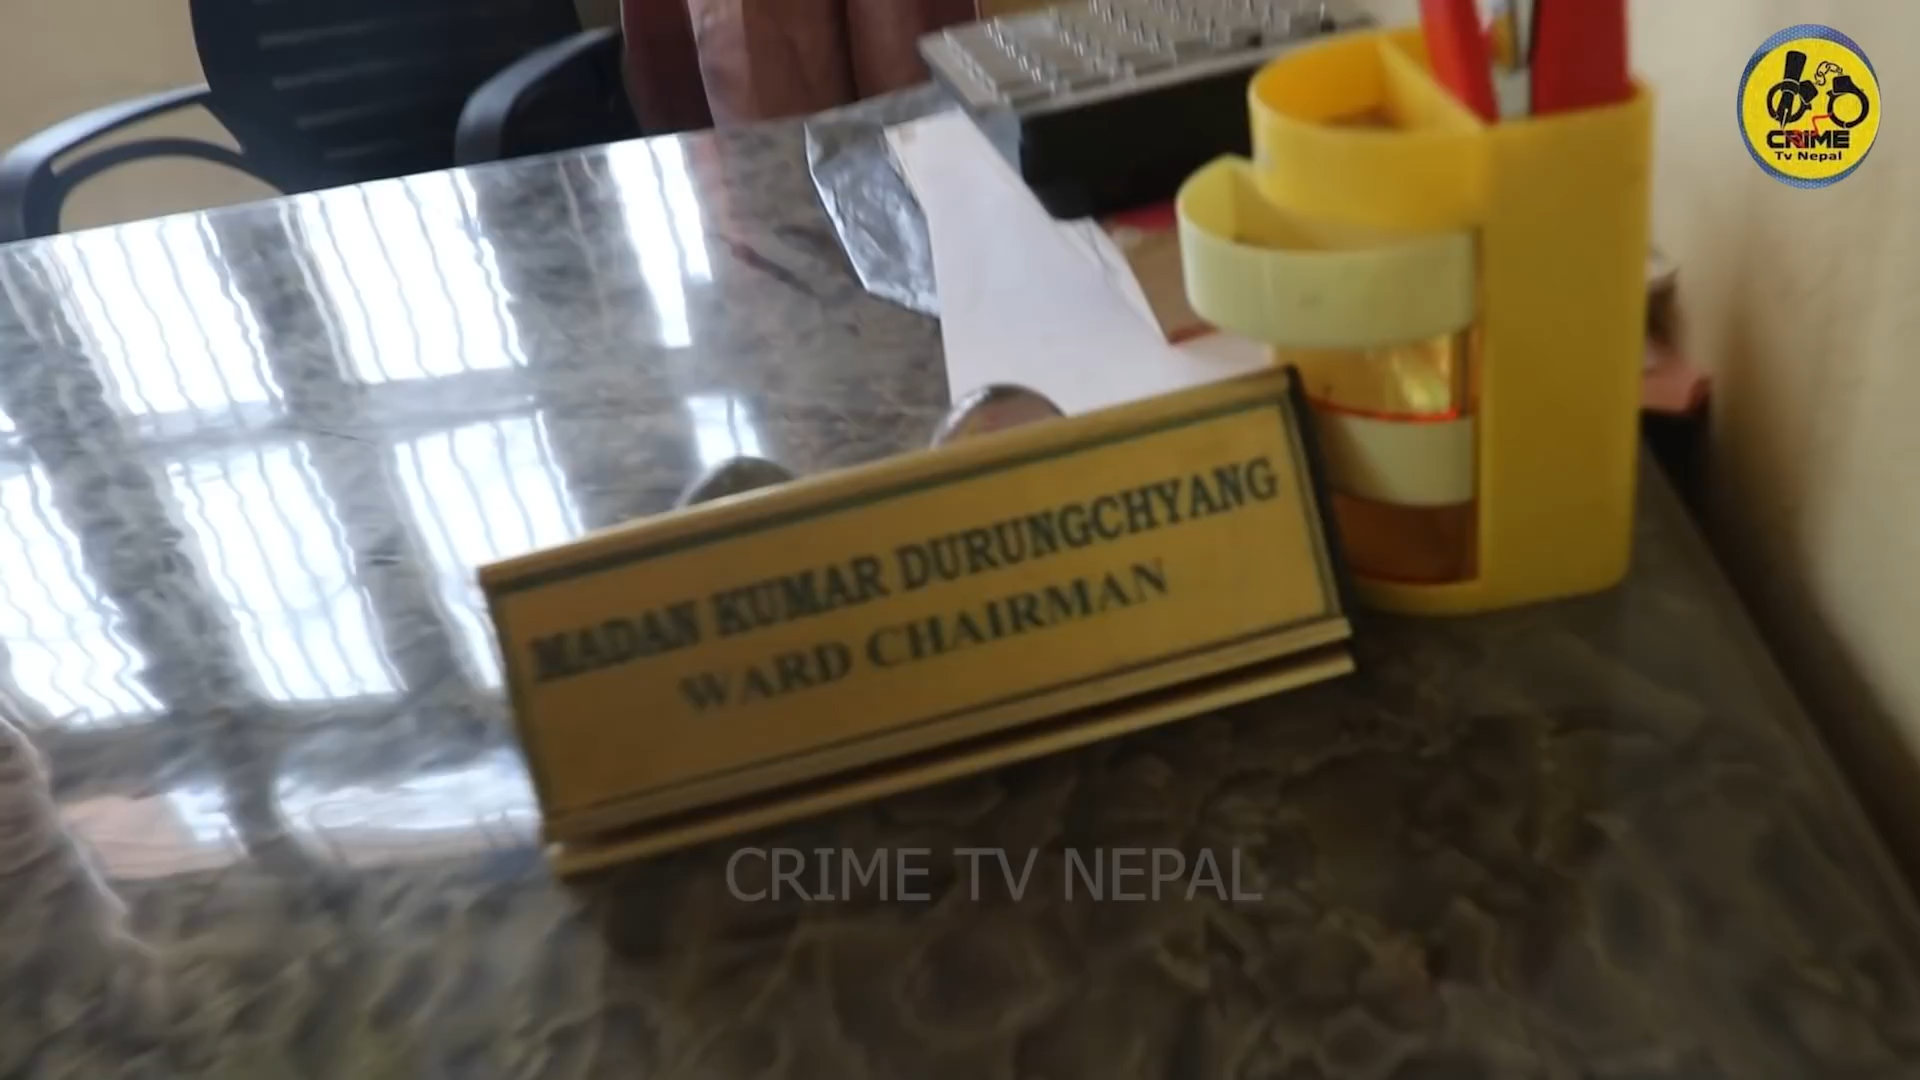 CRIME
Tv Nepal
MADAN KUMAR DURUNGCHYANG
WARD CHAIRMAN
CRIME TV NEPAL